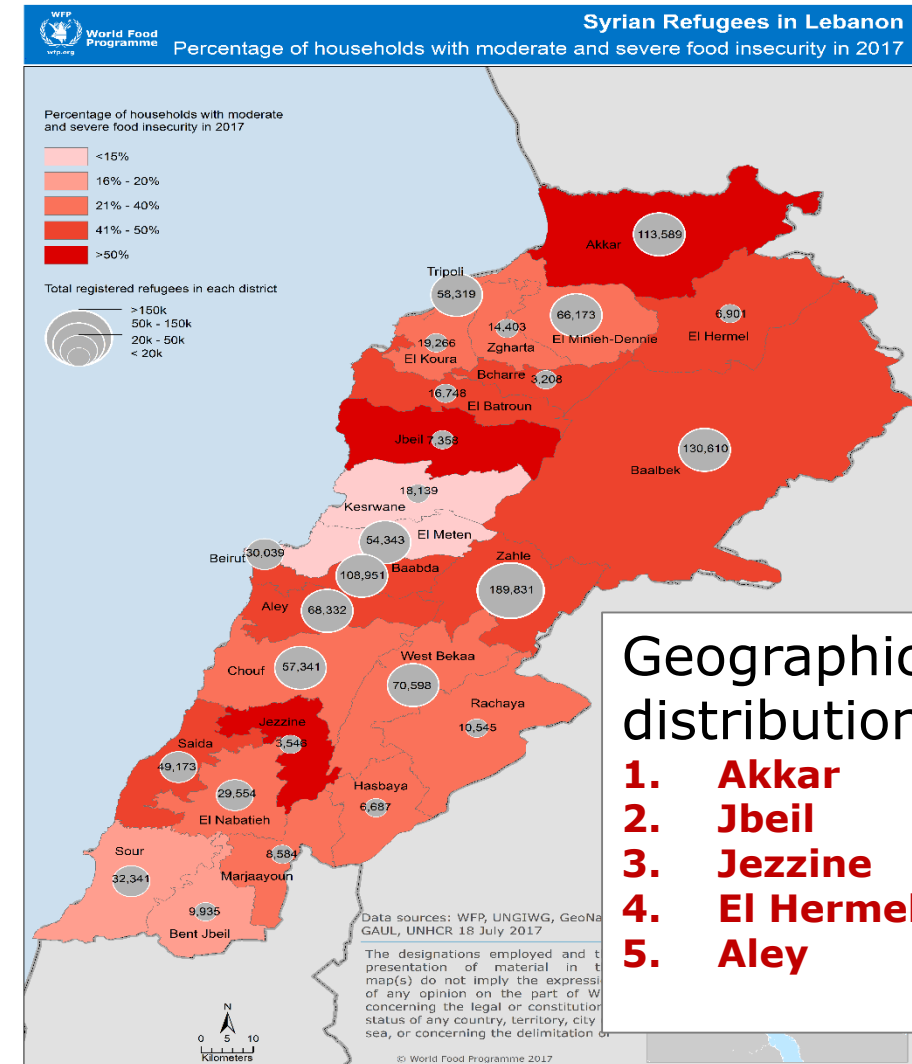 WFP
wfp.org
World Food
Programme
Syrian Refugees in Lebanon
Percentage of households with moderate and severe food insecurity in 2017
Percentage of households with moderate
and severe food insecurity in 2017
<15%
16% - 20%
21% - 40%
41% - 50%
>50%
Total registered refugees in each district
>150k
50k - 150k
20k - 50k
< 20k
Akkar
113,589
Tripoli
58,319
66,173
El Minieh-Dennie
6,901
El Hermel
14,403
Zgharta
19,266
El Koura
Bcharre
3,208
16,748
El Batroun
Jbeil
7,358
130,610
Baalbek
18,139
Kesrwane
54,343
El Meten
Beirut
30,039
108,951
Baabda
Zahle
189,831
Aley
68,332
Chouf
57,341
West Bekaa
70,598
Rachaya
10,545
Jezzine
3,546
Saida
49,173
29,554
El Nabatieh
Hasbaya
6,687
Sour
32,341
8,584
Marjaayoun
9,935
Bent Jbeil
Geographic
distribution
1. Akkar
2. Jbeil
3. Jezzine
4. El Hermel
5. Aley
Data sources: WFP, UNGIWG, GeoNa
GAUL, UNHCR 18 July 2017
The designations employed and t
presentation of material in t
map(s) do not imply the expressi
of any opinion on the part of W
concerning the legal or constitution
status of any country, territory, city
sea, or concerning the delimitation of
© World Food Programme 2017
N
0 5 10
Kilometers